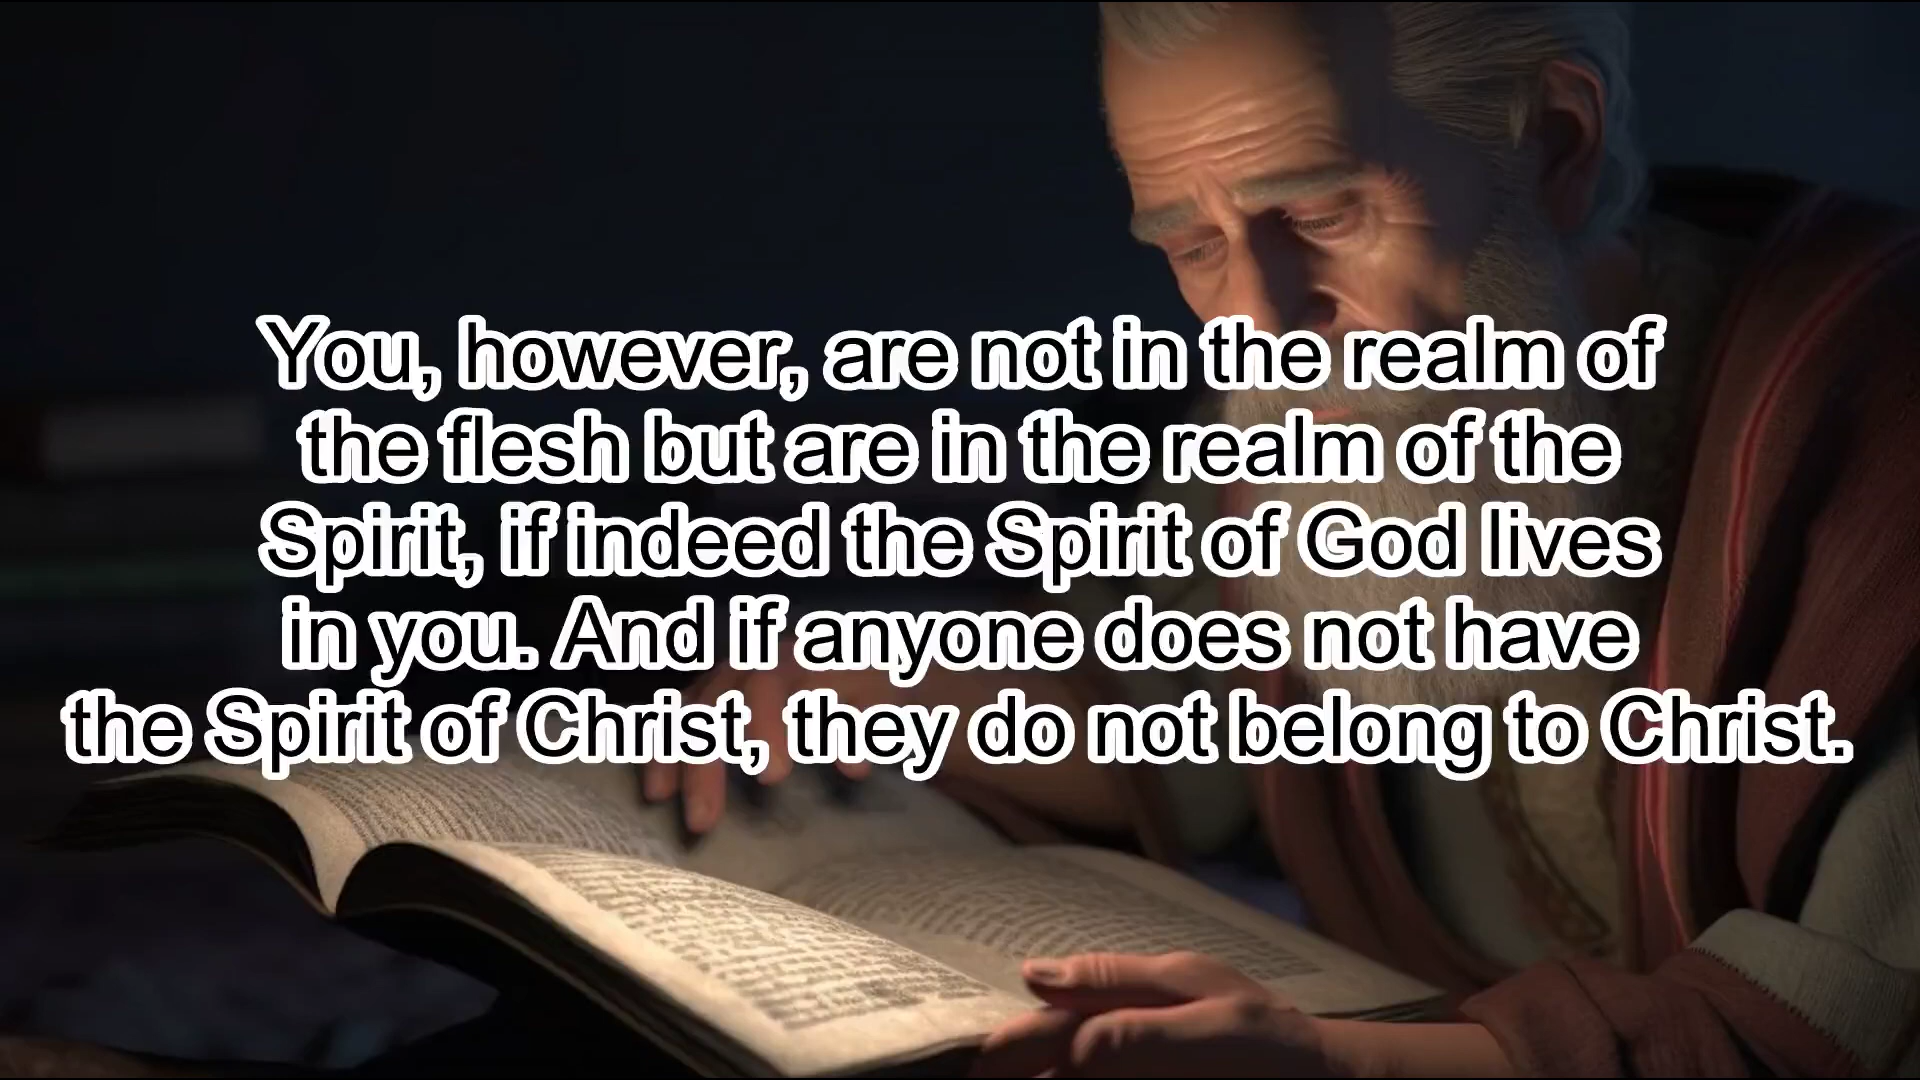 You, however, are not in the realm of
the flesh but are in the realm of the
Spirit, if indeed the Spirit of God lives
in you. And if anyone does not have
the Spirit of Christ, they do not belong to Christ.